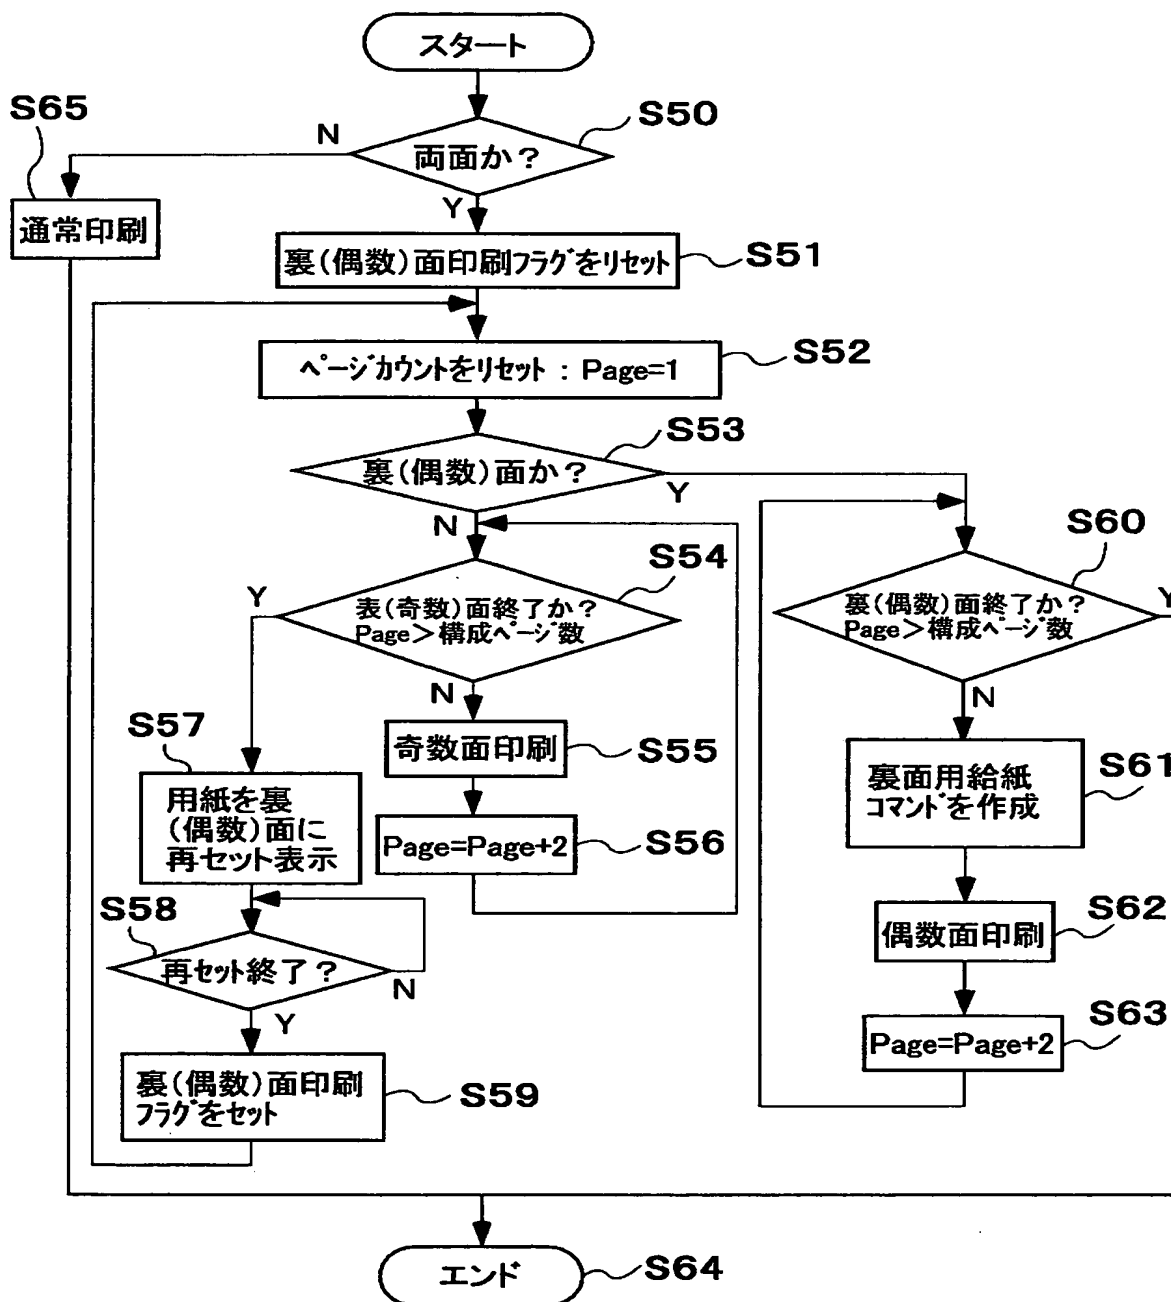 スタート
S50
両面か？
N
Y
S65
通常印刷
裏(偶数)面印刷フラグをリセット
S51
ページカウントをリセット : Page=1
S52
S53
裏(偶数)面か？
Y
N
S54
表(奇数)面終了か？
Page＞構成ページ数
Y
N
S55
奇数面印刷
Page=Page+2
S56
S57
用紙を裏
(偶数)面に
再セット表示
S58
再セット終了？
N
Y
裏(偶数)面印刷
フラグをセット
S59
S60
裏(偶数)面終了か？
Page＞構成ページ数
Y
N
S61
裏面用給紙
コマンドを作成
S62
偶数面印刷
S63
Page=Page+2
エンド
S64